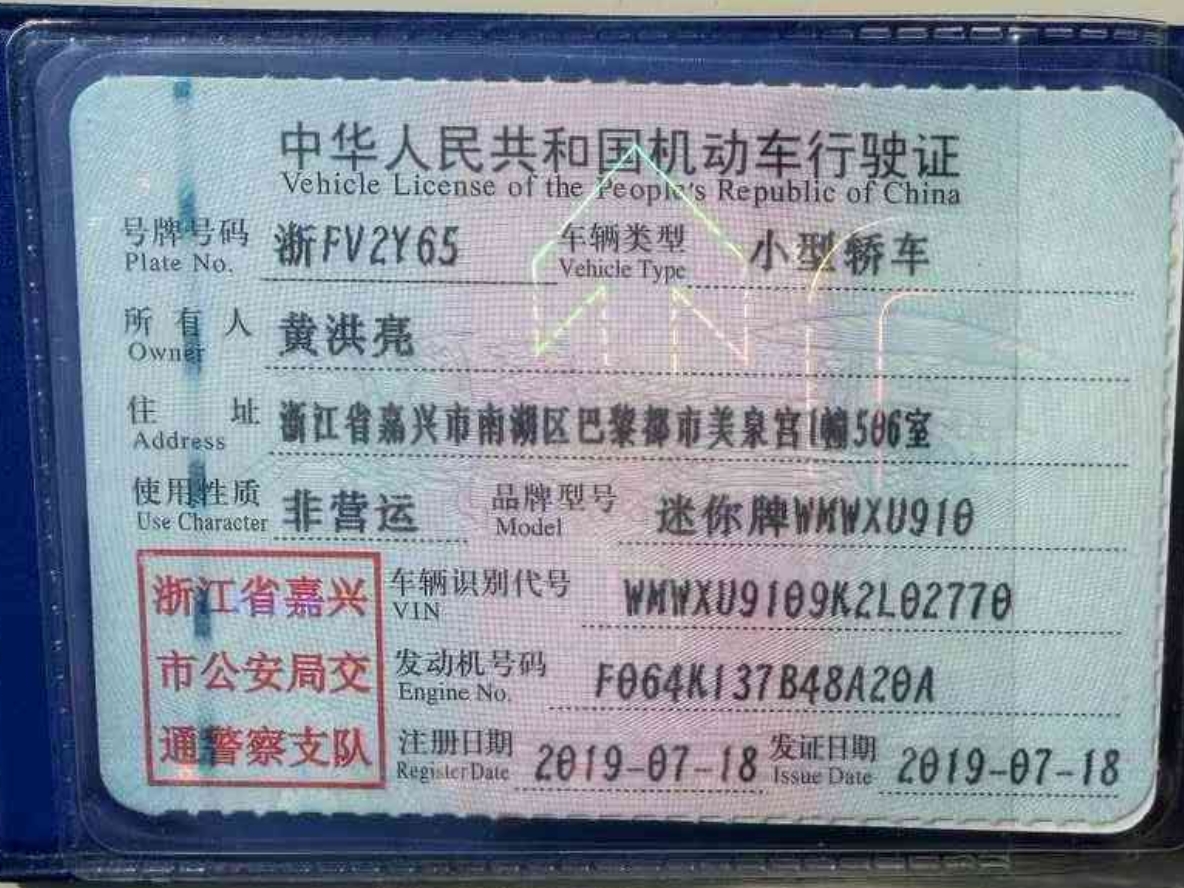 中华人民共和国机动车行驶证
Vehicle License of the People's Republic of China
号牌号码 浙FV2Y65 车辆类型 小型轿车
Plate No. Vehicle Type
所有人 黄洪亮
Owner
住址 浙江省嘉兴市南湖区巴黎都市美泉宫1幢506室
Address
使用性质 非营运 品牌型号 迷你牌WMWXU910
Use Character Model
浙江省嘉兴
市公安局交
通警察支队
车辆识别代号 WMWXU9109K2L02770
VIN
发动机号码 F064K137B48A20A
Engine No.
注册日期 2019-07-18 发证日期 2019-07-18
Register Date Issue Date